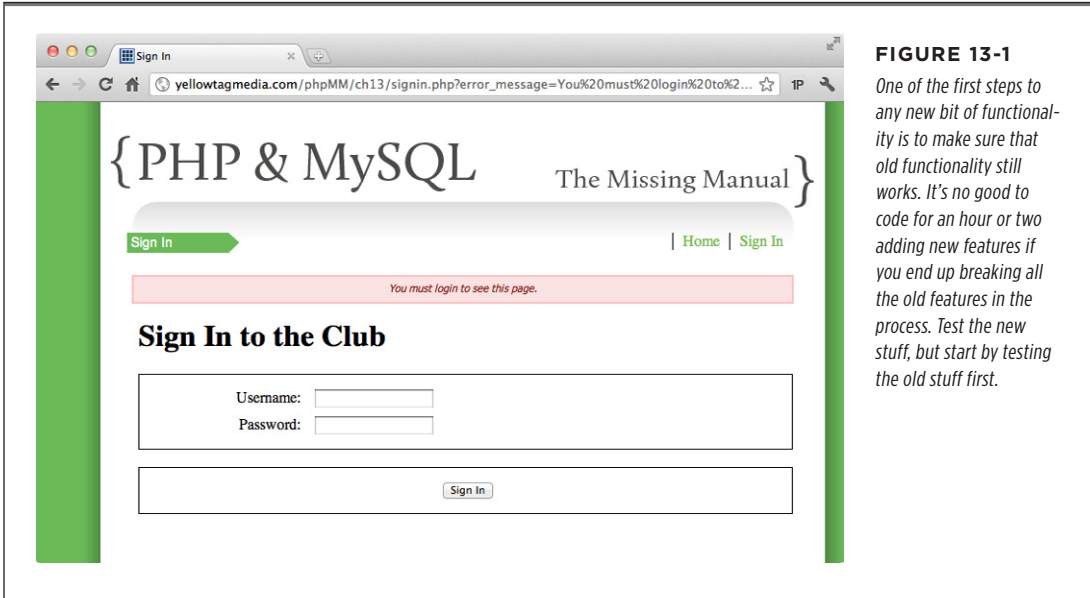 Sign In
yellowtagmedia.com/phpMM/ch13/signin.php?error_message=You%20must%20login%20to%2...
1P
{PHP & MySQL
The Missing Manual}
Sign In
| Home | Sign In
You must login to see this page.
Sign In to the Club
Username:
Password:
Sign In
FIGURE 13-1
One of the first steps to
any new bit of functional-
ity is to make sure that
old functionality still
works. It's no good to
code for an hour or two
adding new features if
you end up breaking all
the old features in the
process. Test the new
stuff, but start by testing
the old stuff first.